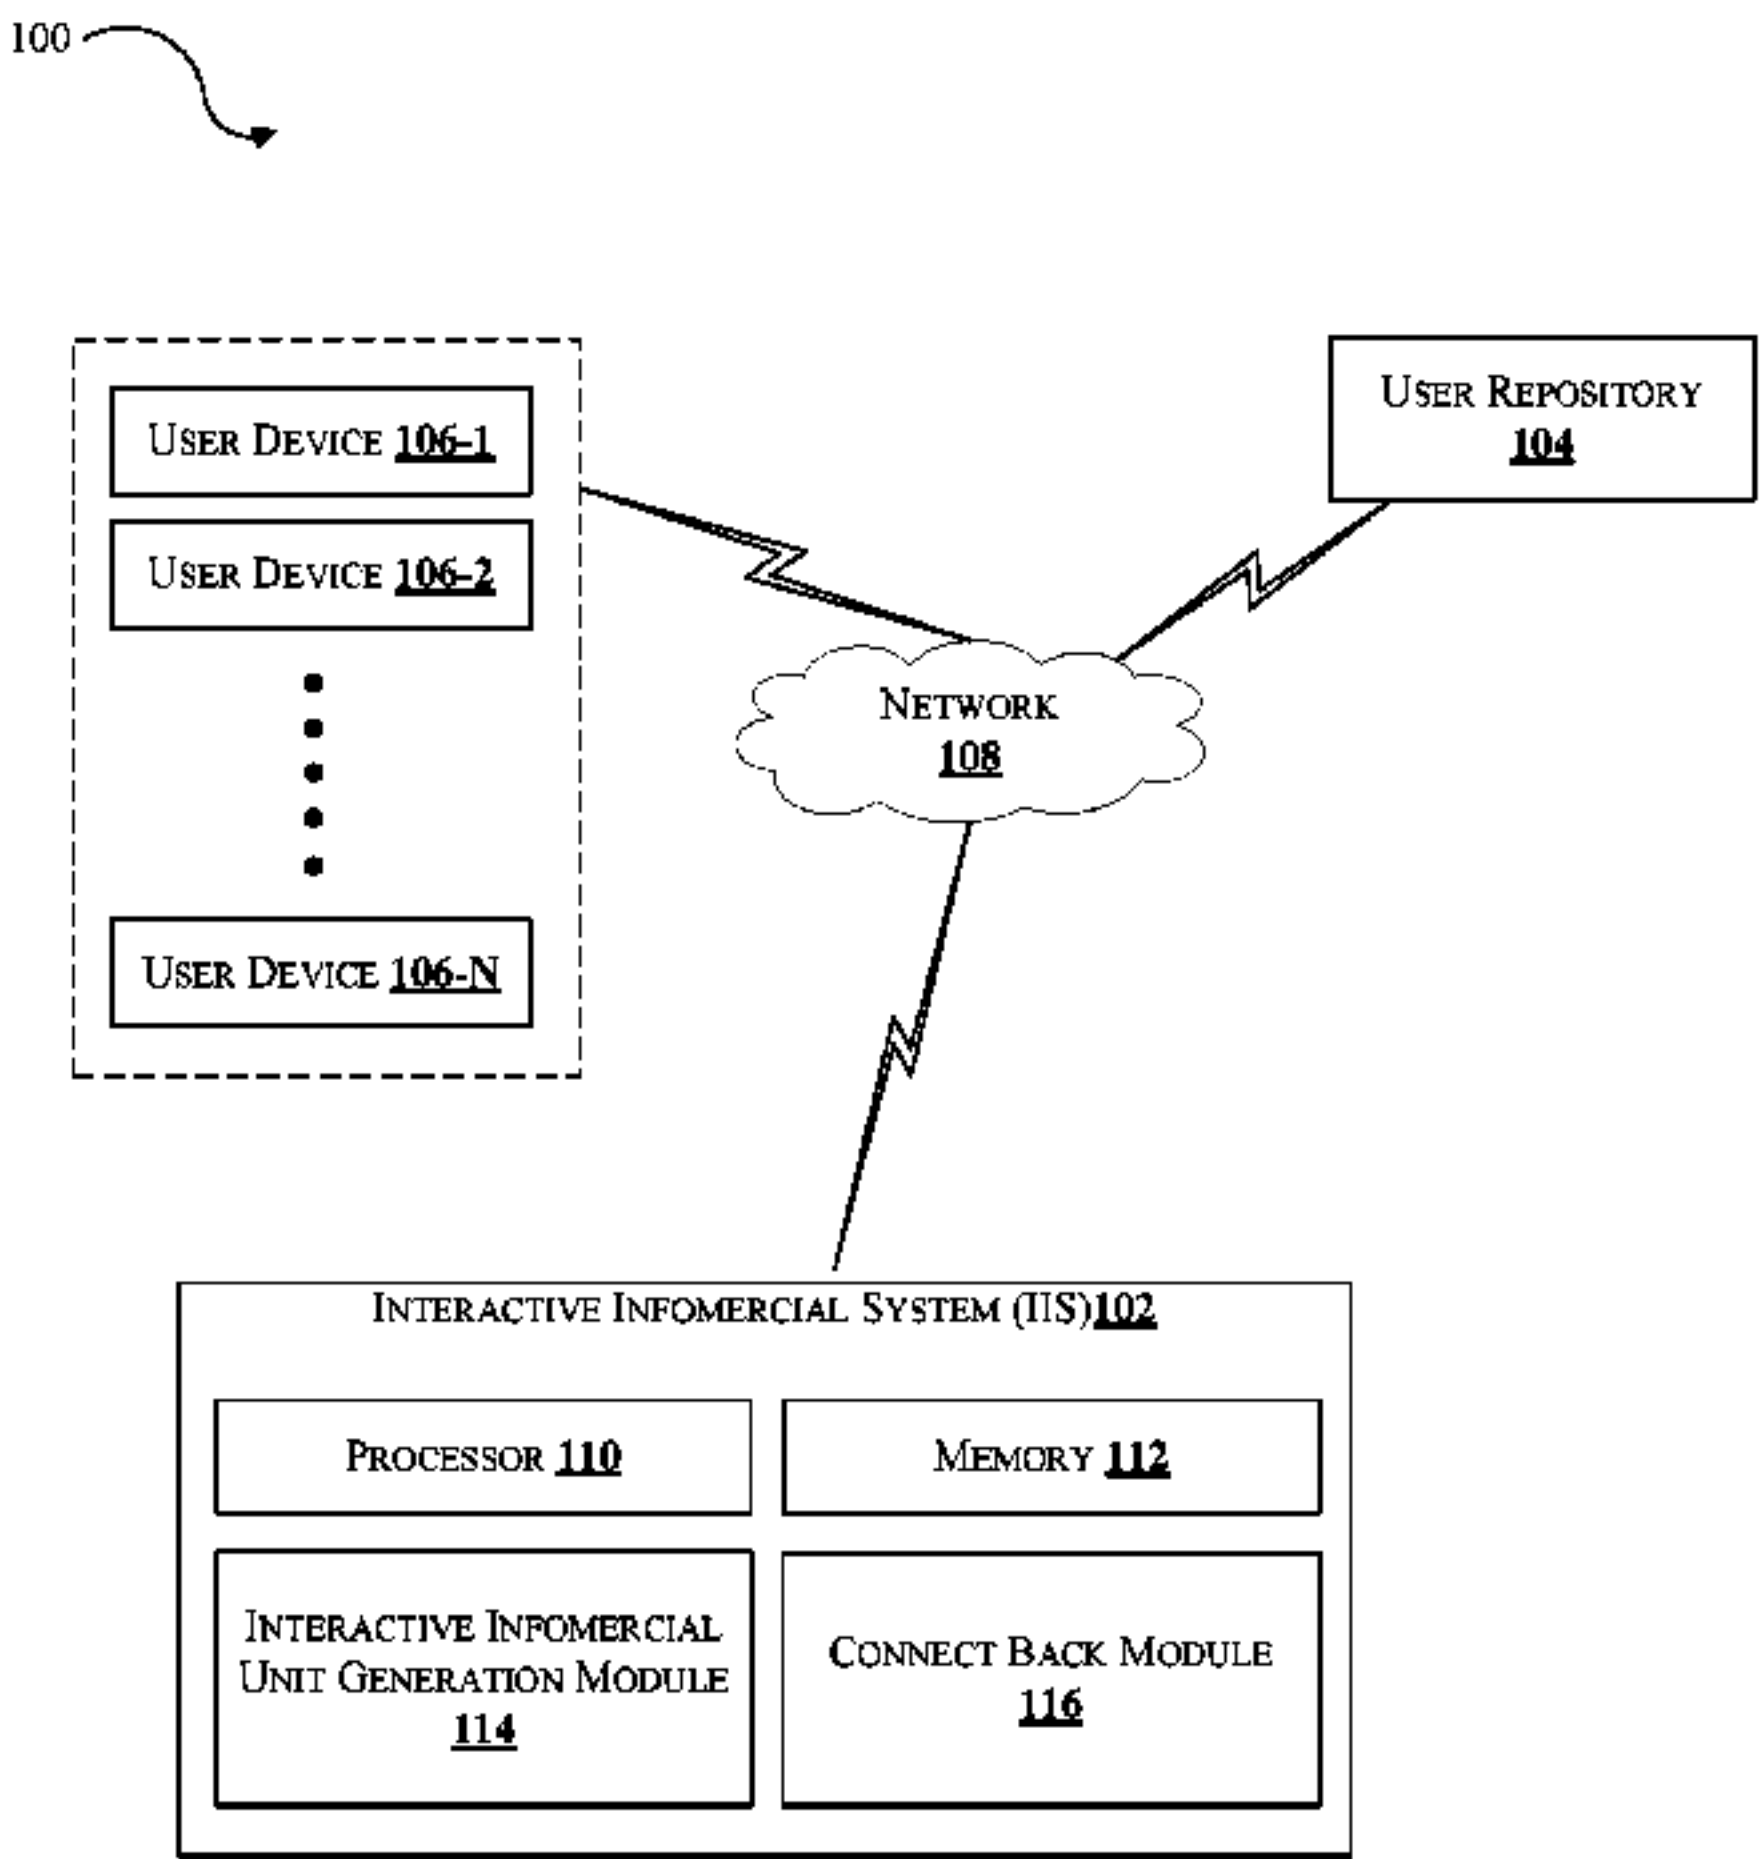 100
USER DEVICE 106-1
USER DEVICE 106-2
USER DEVICE 106-N
USER REPOSITORY
104
NETWORK
108
INTERACTIVE INFOMERCIAL SYSTEM (IIS)102
PROCESSOR 110
MEMORY 112
INTERACTIVE INFOMERCIAL
UNIT GENERATION MODULE
114
CONNECT BACK MODULE
116